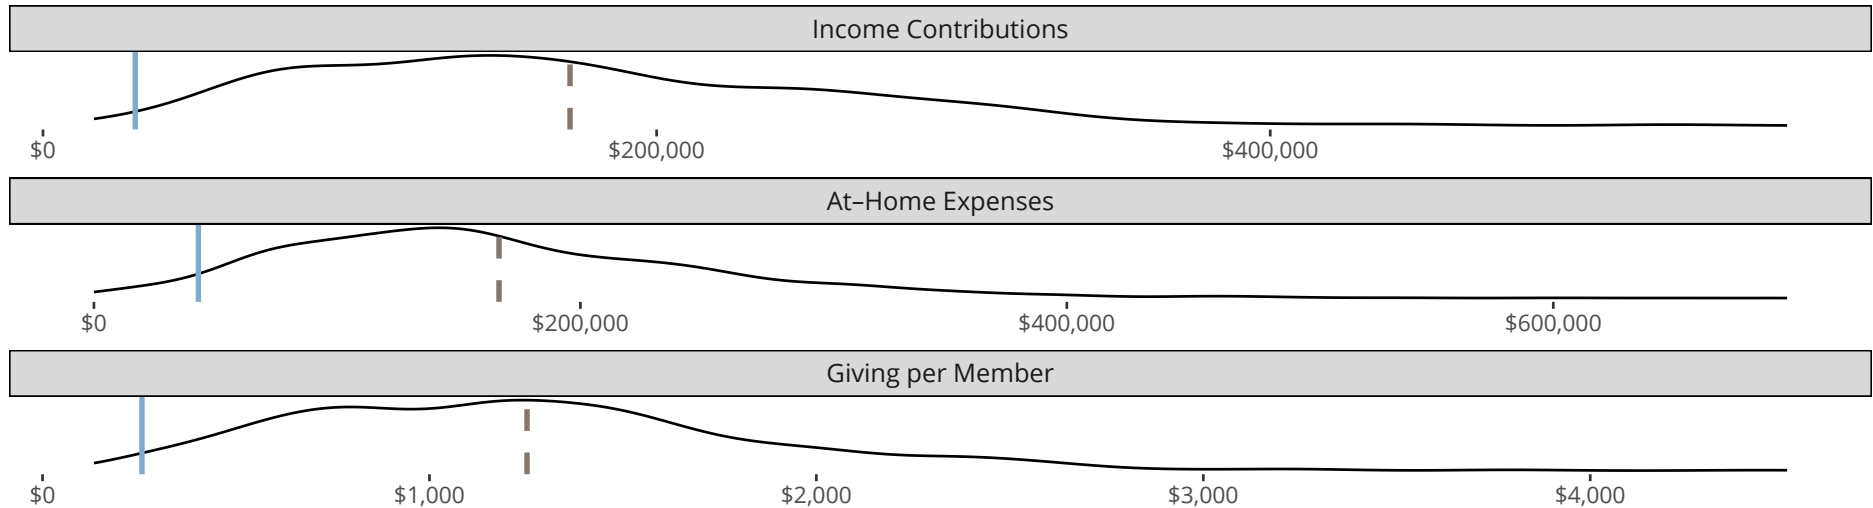 Income Contributions
$0 $200,000 $400,000
At–Home Expenses
$0 $200,000 $400,000 $600,000
Giving per Member
$0 $1,000 $2,000 $3,000 $4,000